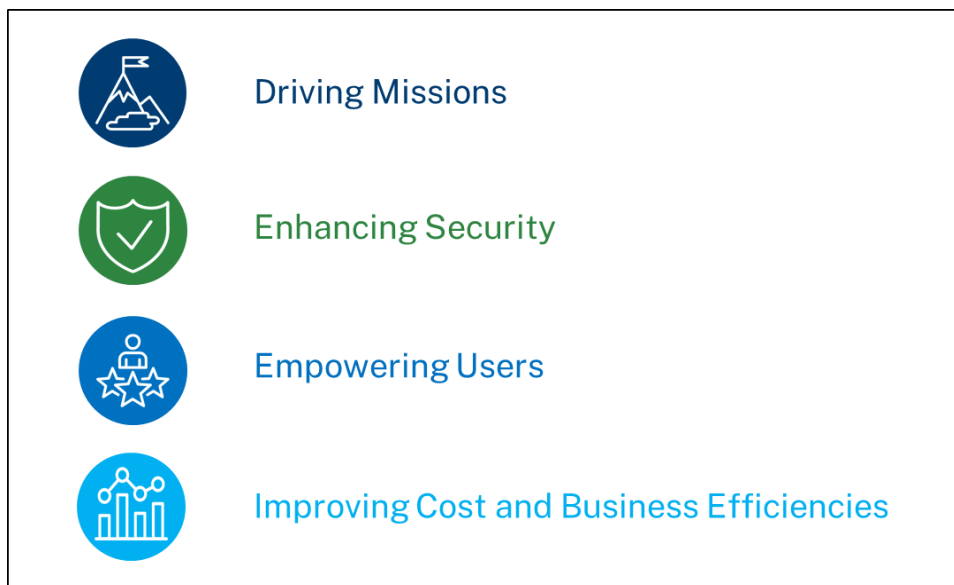 Driving Missions
Enhancing Security
Empowering Users
Improving Cost and Business Efficiencies